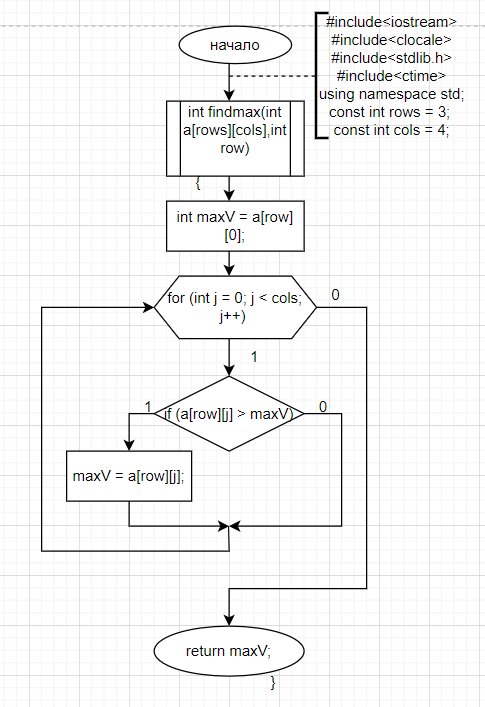 начало
#include<iostream>
#include<clocale>
#include<stdlib.h>
#include<ctime>
using namespace std;
const int rows = 3;
const int cols = 4;
int findmax(int
a[rows][cols],int
row)
{
int maxV = a[row]
[0];
for (int j = 0; j < cols;
j++)
0
1
if (a[row][j] > maxV)
1
0
maxV = a[row][j];
return maxV;
}